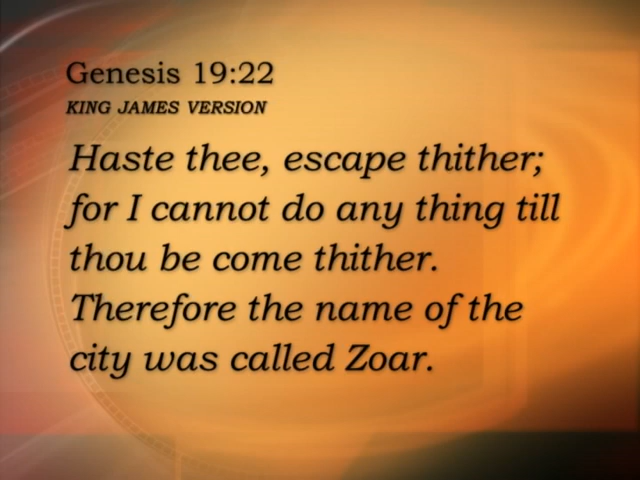 Genesis 19:22
KING JAMES VERSION
Haste thee, escape thither;
for I cannot do any thing till
thou be come thither.
Therefore the name of the
city was called Zoar.